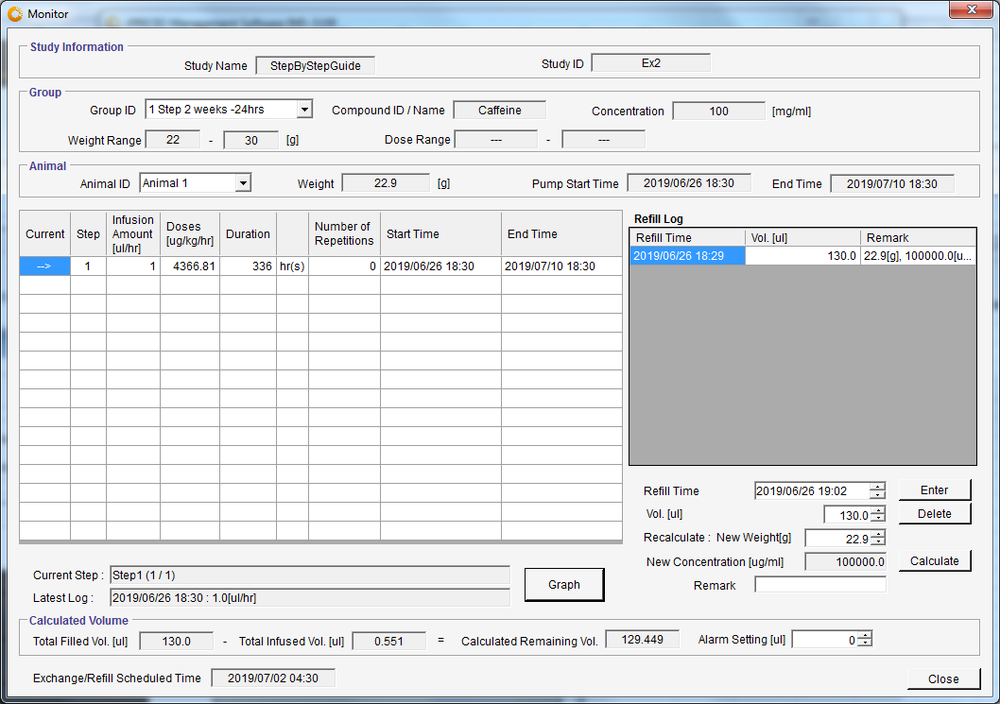 Monitor
Study Information
Study Name StepByStepGuide Study ID Ex2
Group
Group ID 1 Step 2 weeks -24hrs Compound ID / Name Caffeine Concentration 100 [mg/ml]
Weight Range 22 - 30 [g] Dose Range --- - ---
Animal
Animal ID Animal 1 Weight 22.9 [g] Pump Start Time 2019/06/26 18:30 End Time 2019/07/10 18:30
Current Step Infusion Amount [ul/hr] Doses [ug/kg/hr] Duration Number of Repetitions Start Time End Time
--> 1 1 4366.81 336 hr(s) 0 2019/06/26 18:30 2019/07/10 18:30
Refill Log
Refill Time Vol. [ul] Remark
2019/06/26 18:29 130.0 22.9[g], 100000.0[u...
Refill Time 2019/06/26 19:02 Enter
Vol. [ul] 130.0 Delete
Recalculate : New Weight[g] 22.9
New Concentration [ug/ml] 100000.0 Calculate
Remark
Current Step : Step1 (1 / 1)
Latest Log : 2019/06/26 18:30 : 1.0[ul/hr]
Graph
Calculated Volume
Total Filled Vol. [ul] 130.0 - Total Infused Vol. [ul] 0.551 = Calculated Remaining Vol. 129.449 Alarm Setting [ul] 0
Exchange/Refill Scheduled Time 2019/07/02 04:30
Close